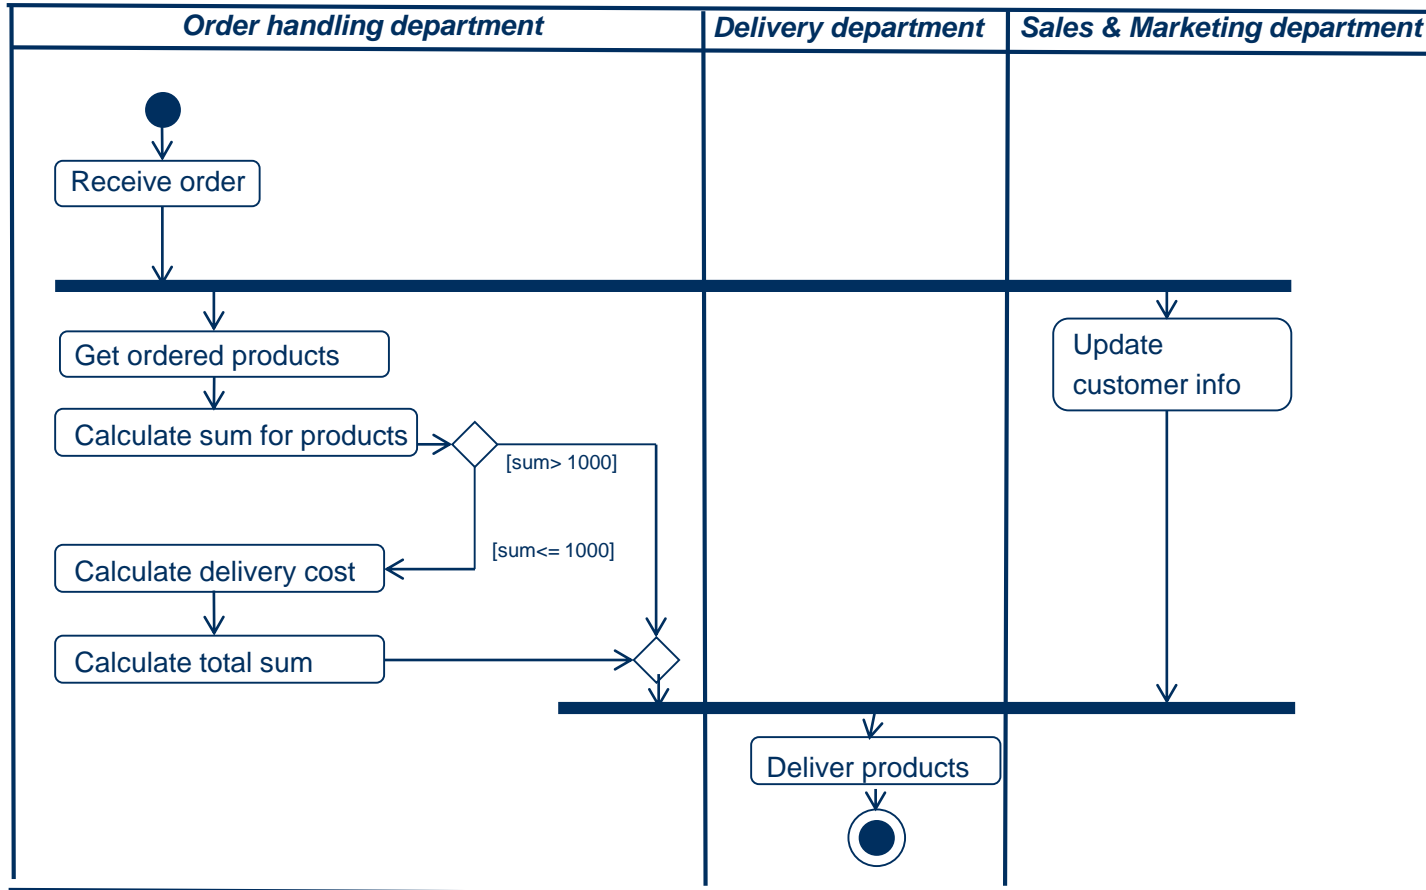 Order handling department
Delivery department
Sales & Marketing department
Receive order
Get ordered products
Update
customer info
Calculate sum for products
[sum> 1000]
[sum<= 1000]
Calculate delivery cost
Calculate total sum
Deliver products